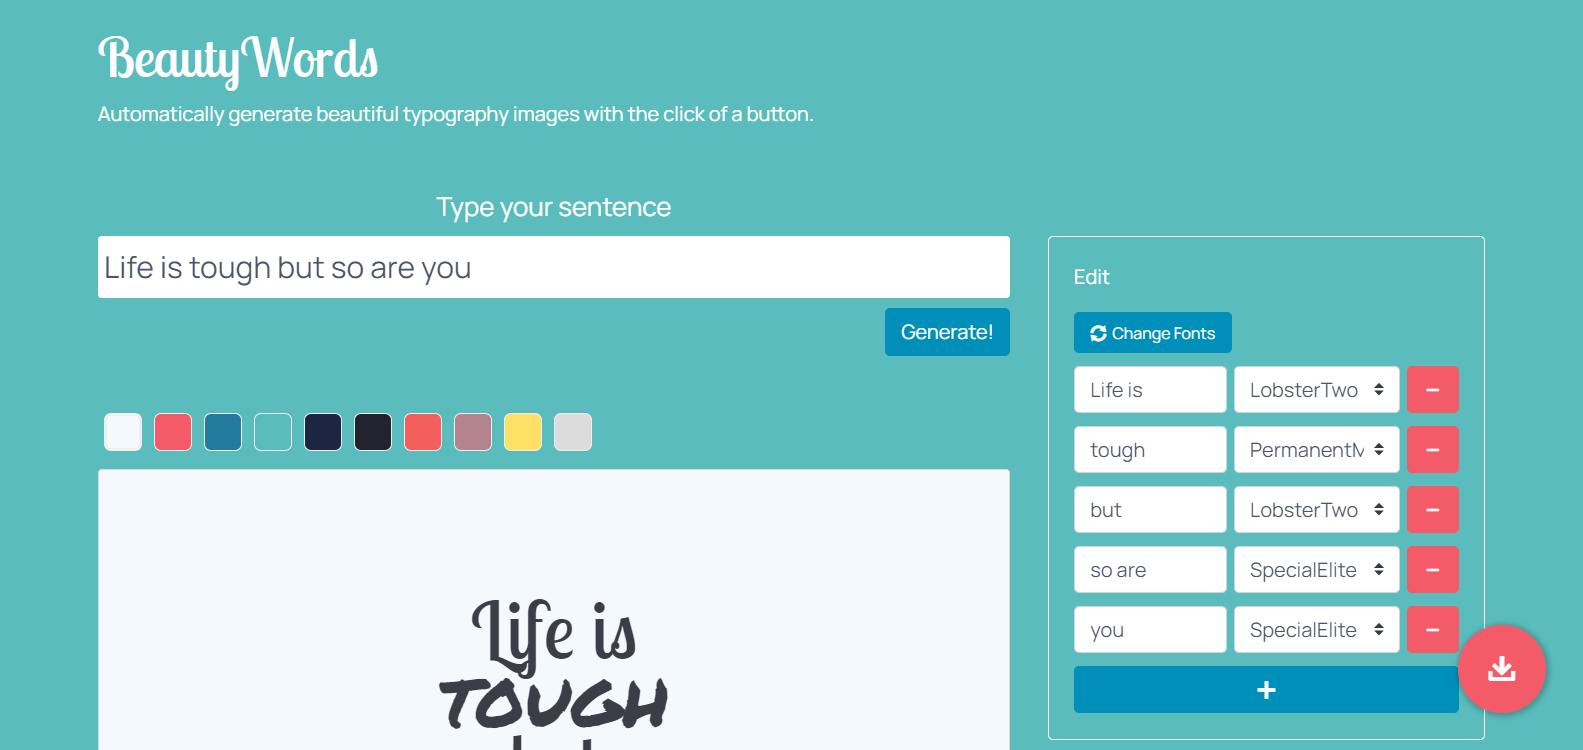 BeautyWords
Automatically generate beautiful typography images with the click of a button.
Type your sentence
Life is tough but so are you
Generate!
Life is
TOUGH
Edit
Change Fonts
Life is LobsterTwo
tough PermanentM
but LobsterTwo
so are SpecialElite
you SpecialElite